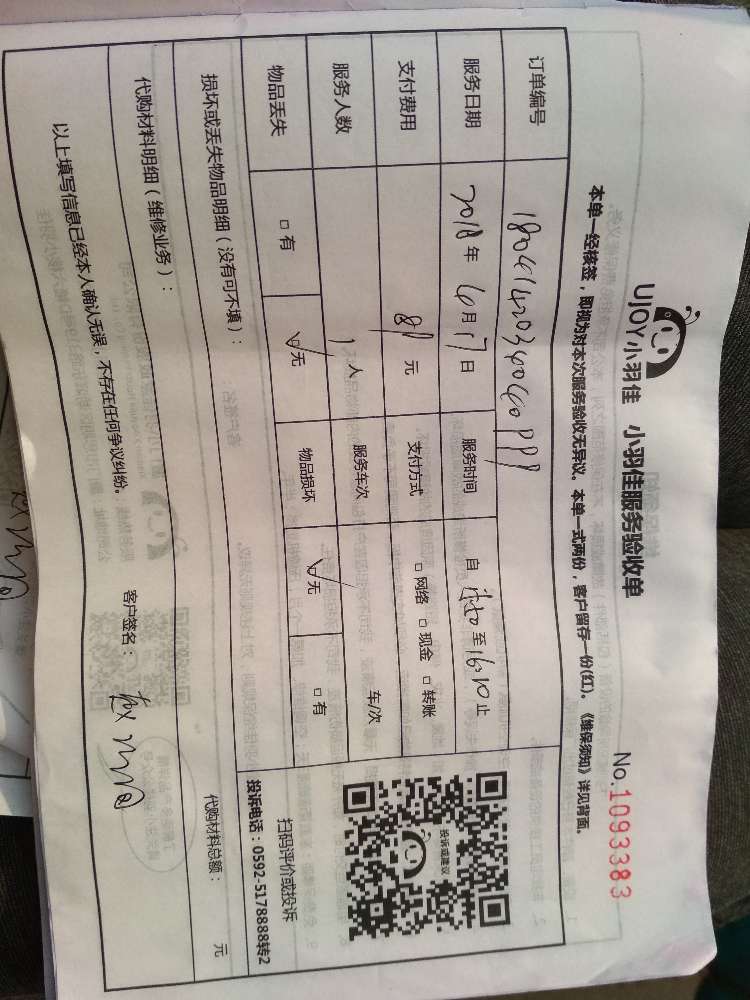 UJOY小羽佳 小羽佳服务验收单
No.1093383
本单一经核签，即视为对本次服务验收无异议。本单一式两份，客户留存一份(红)。《维保须知》详见背面。
订单编号
服务日期 2018年6月17日 服务时间 自 至16:10止
支付费用 81元 支付方式 □网络 □现金 □转账
服务人数 1人 服务车次 车/次
物品丢失 □有 ☑无 物品损坏 ☑无 □有
投诉或建议
扫码评价或投诉
投诉电话：0592-5178888转2
损坏或丢失物品明细（没有可不填）：
代购材料明细（维修业务）： 代购材料总额： 元
以上填写信息已经本人确认无误，不存在任何争议纠纷。 客户签名：